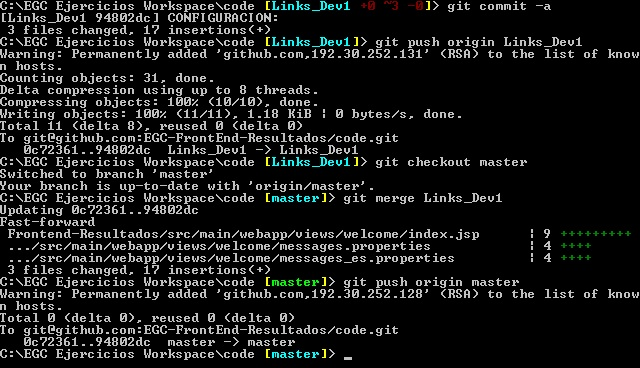 C:\EGC Ejercicios Workspace\code [Links_Dev1 +0 ~3 -0]> git commit -a
[Links_Dev1 94802dc] CONFIGURACION:
3 files changed, 17 insertions(+)
C:\EGC Ejercicios Workspace\code [Links_Dev1]> git push origin Links_Dev1
Warning: Permanently added 'github.com,192.30.252.131' (RSA) to the list of know
n hosts.
Counting objects: 31, done.
Delta compression using up to 8 threads.
Compressing objects: 100% (10/10), done.
Writing objects: 100% (11/11), 1.18 KiB | 0 bytes/s, done.
Total 11 (delta 8), reused 0 (delta 0)
To git@github.com:EGC-FrontEnd-Resultados/code.git
0c72361..94802dc  Links_Dev1 -> Links_Dev1
C:\EGC Ejercicios Workspace\code [Links_Dev1]> git checkout master
Switched to branch 'master'
Your branch is up-to-date with 'origin/master'.
C:\EGC Ejercicios Workspace\code [master]> git merge Links_Dev1
Updating 0c72361..94802dc
Fast-forward
Frontend-Resultados/src/main/webapp/views/welcome/index.jsp | 9 +++++++++
.../src/main/webapp/views/welcome/messages.properties | 4 ++++
.../src/main/webapp/views/welcome/messages_es.properties | 4 ++++
3 files changed, 17 insertions(+)
C:\EGC Ejercicios Workspace\code [master]> git push origin master
Warning: Permanently added 'github.com,192.30.252.128' (RSA) to the list of know
n hosts.
Total 0 (delta 0), reused 0 (delta 0)
To git@github.com:EGC-FrontEnd-Resultados/code.git
0c72361..94802dc  master -> master
C:\EGC Ejercicios Workspace\code [master]> _